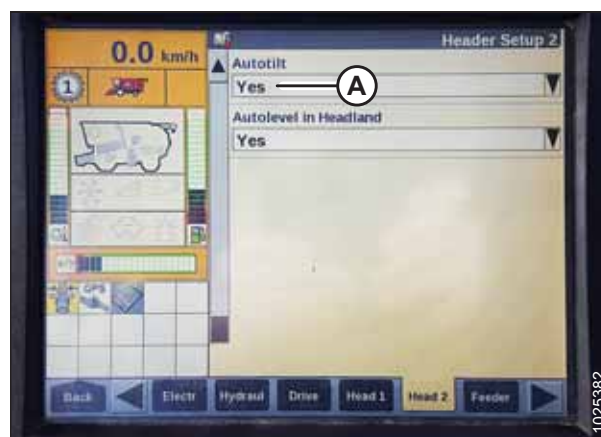 0.0 km/h
Header Setup 2
Autotilt
1
Yes
A
Autolevel in Headland
Yes
Back
Electr
Hydraul
Drive
Head 1
Head 2
Feeder
1025382